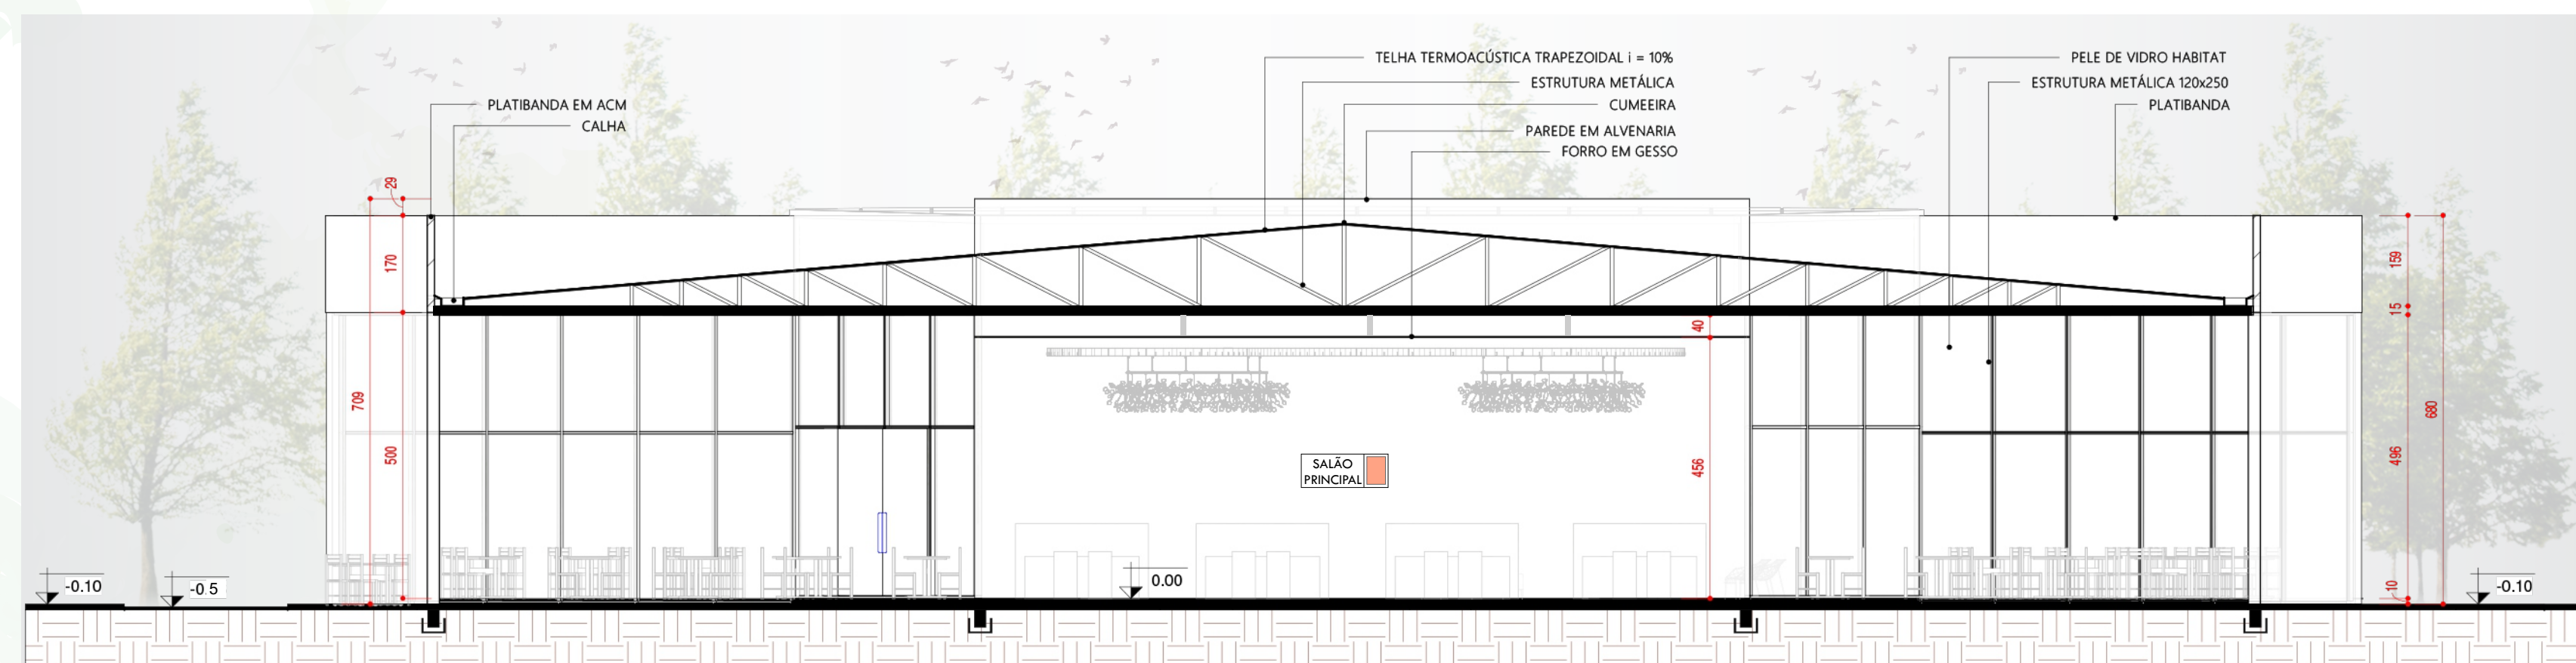 TELHA TERMOACÚSTICA TRAPEZOIDAL i = 10%
ESTRUTURA METÁLICA
CUMEEIRA
PAREDE EM ALVENARIA
FORRO EM GESSO
PELE DE VIDRO HABITAT
ESTRUTURA METÁLICA 120x250
PLATIBANDA
PLATIBANDA EM ACM
CALHA
29
170
709
500
40
456
SALÃO
PRINCIPAL
159
15
680
496
10
-0.10
-0.5
0.00
-0.10